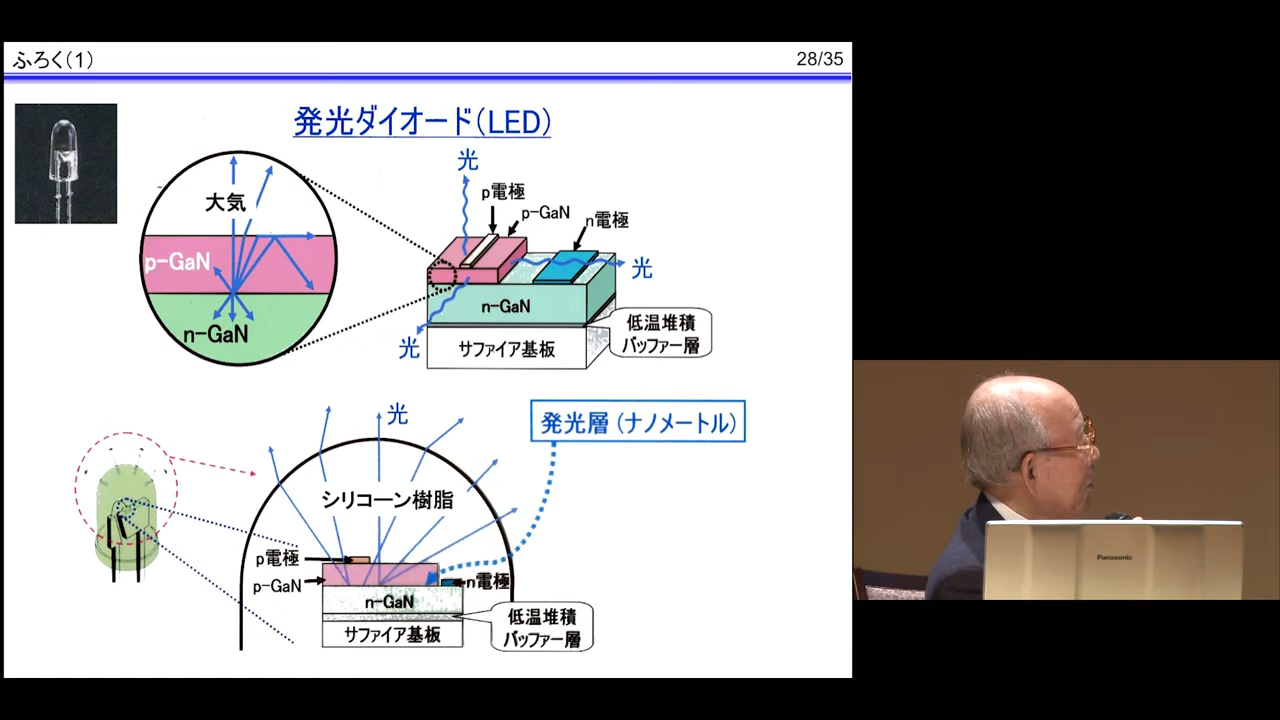 ふろく(1)
28/35
発光ダイオード(LED)
大気
p-GaN
n-GaN
光
p電極
p-GaN
n電極
光
光
n-GaN
低温堆積
バッファー層
サファイア基板
光
発光層(ナノメートル)
シリコーン樹脂
p電極
p-GaN
n電極
n-GaN
低温堆積
バッファー層
サファイア基板
Panasonic